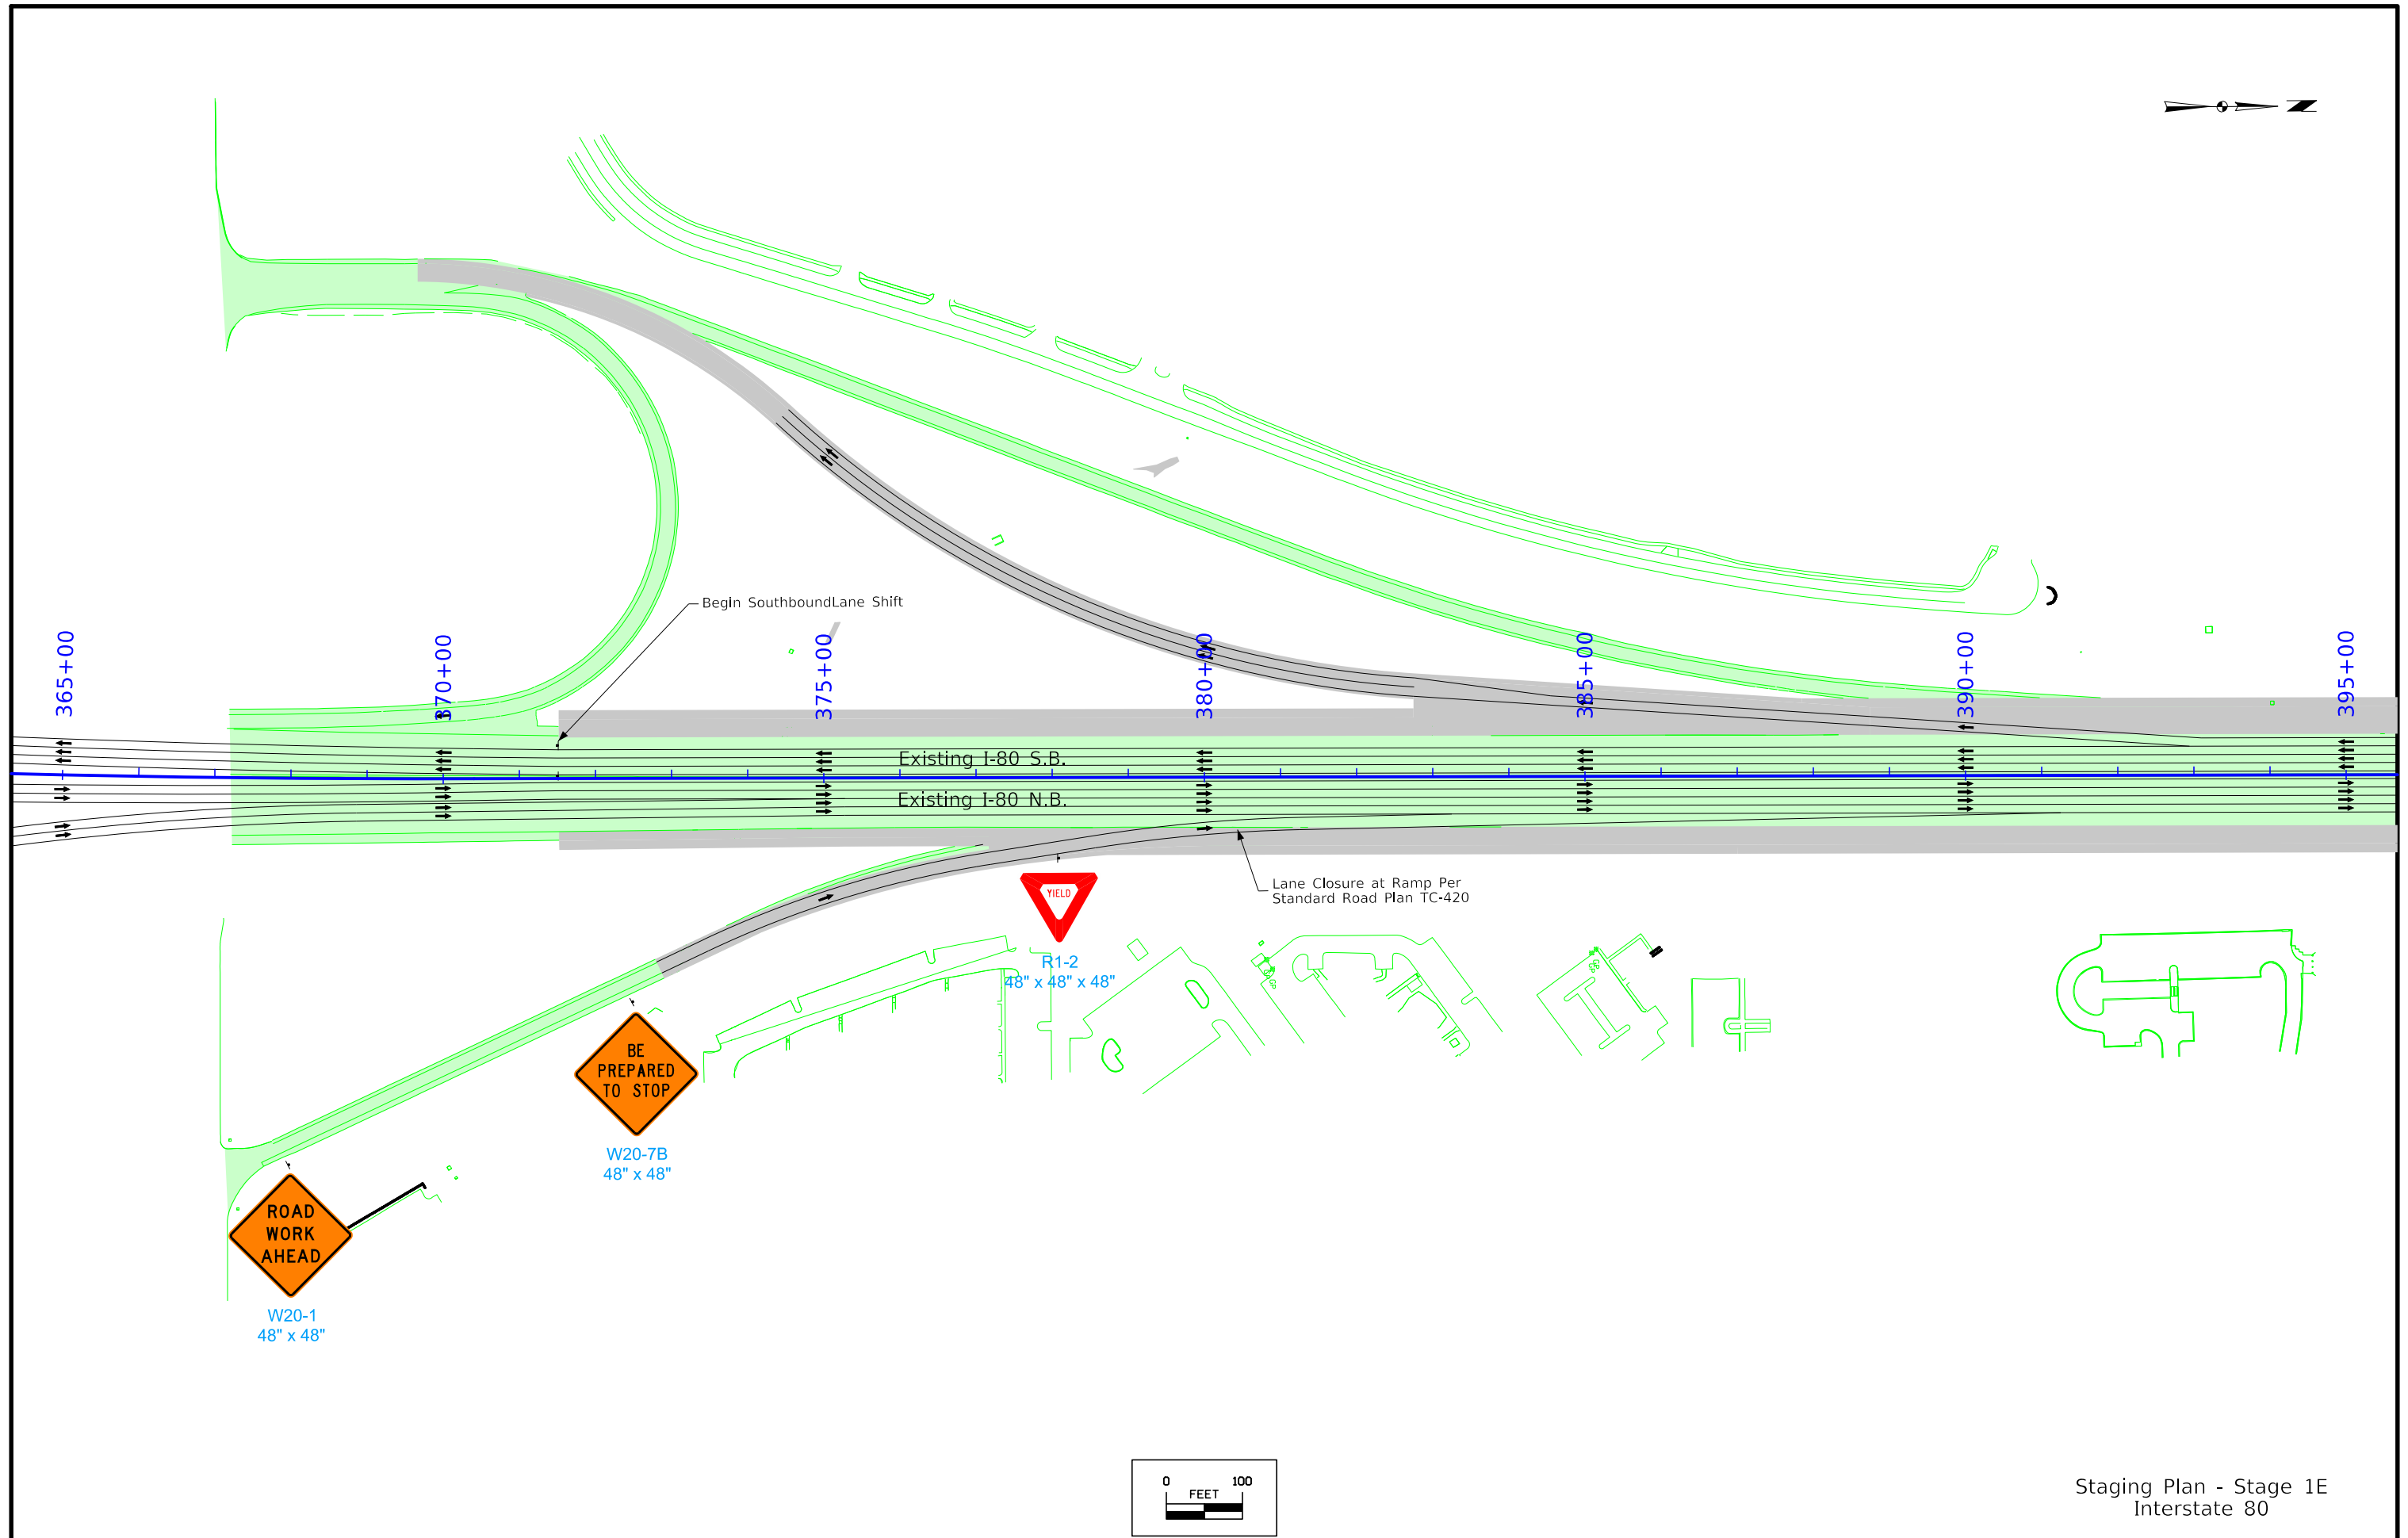 Z
Begin SouthboundLane Shift
365+00
370+00
375+00
380+00
385+00
390+00
395+00
Existing I-80 S.B.
Existing I-80 N.B.
Lane Closure at Ramp Per
Standard Road Plan TC-420
YIELD
R1-2
48" x 48" x 48"
BE
PREPARED
TO STOP
W20-7B
48" x 48"
ROAD
WORK
AHEAD
W20-1
48" x 48"
0 100
FEET
Staging Plan - Stage 1E
Interstate 80